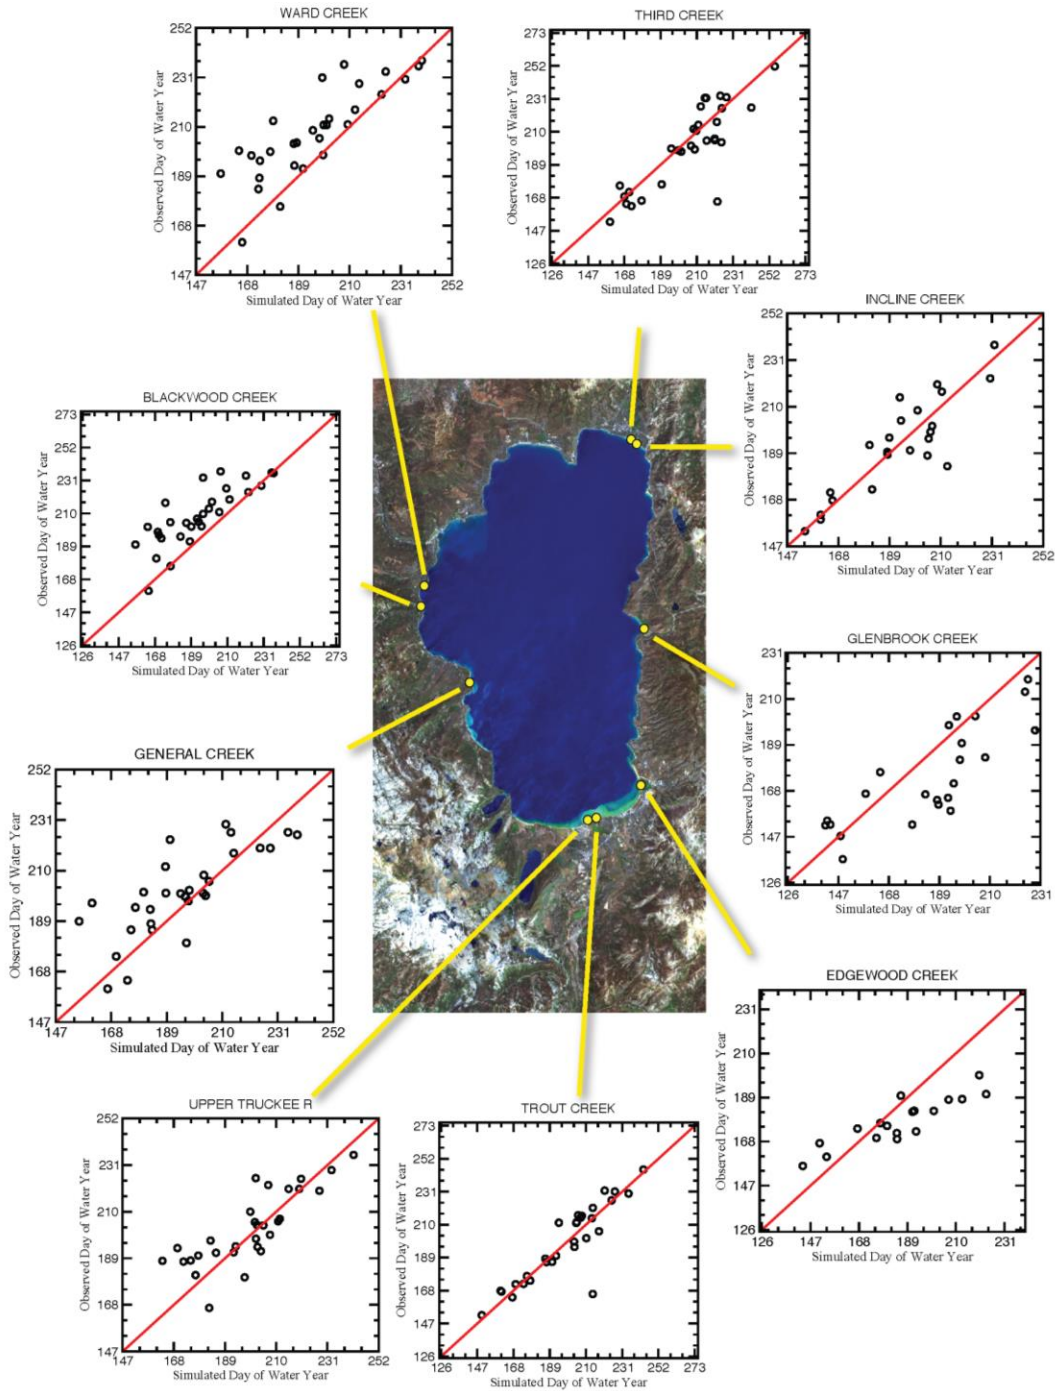 WARD CREEK
252
231
210
189
168
147
147 168 189 210 231 252
Observed Day of Water Year
Simulated Day of Water Year
THIRD CREEK
273
252
231
210
189
168
147
126
126 147 168 189 210 231 252 273
Observed Day of Water Year
Simulated Day of Water Year
INCLINE CREEK
252
231
210
189
168
147
147 168 189 210 231 252
Observed Day of Water Year
Simulated Day of Water Year
BLACKWOOD CREEK
273
252
231
210
189
168
147
126
126 147 168 189 210 231 252 273
Observed Day of Water Year
Simulated Day of Water Year
GLENBROOK CREEK
231
210
189
168
147
126
126 147 168 189 210 231
Observed Day of Water Year
Simulated Day of Water Year
GENERAL CREEK
252
231
210
189
168
147
147 168 189 210 231 252
Observed Day of Water Year
Simulated Day of Water Year
EDGEWOOD CREEK
231
210
189
168
147
126
126 147 168 189 210 231
Observed Day of Water Year
Simulated Day of Water Year
UPPER TRUCKEE R
252
231
210
189
168
147
147 168 189 210 231 252
Observed Day of Water Year
Simulated Day of Water Year
TROUT CREEK
273
252
231
210
189
168
147
126
126 147 168 189 210 231 252 273
Observed Day of Water Year
Simulated Day of Water Year